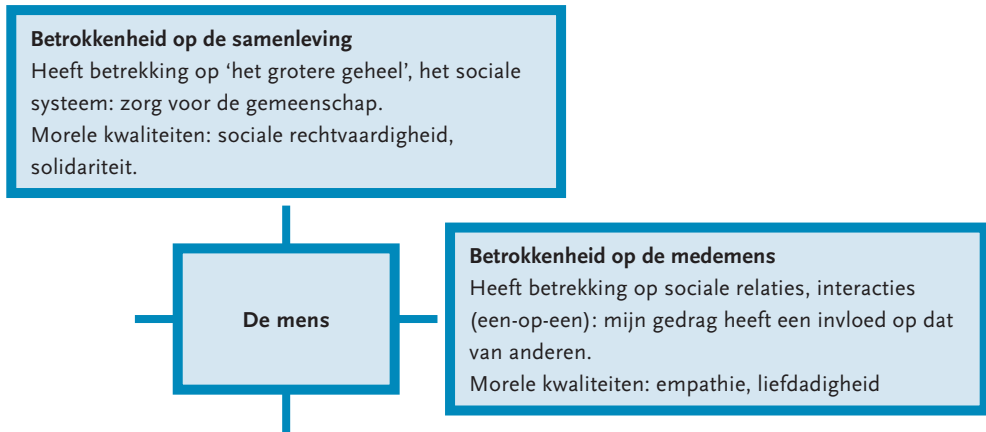 Betrokkenheid op de samenleving
Heeft betrekking op ‘het grotere geheel’, het sociale
systeem: zorg voor de gemeenschap.
Morele kwaliteiten: sociale rechtvaardigheid,
solidariteit.
De mens
Betrokkenheid op de medemens
Heeft betrekking op sociale relaties, interacties
(een-op-een): mijn gedrag heeft een invloed op dat
van anderen.
Morele kwaliteiten: empathie, liefdadigheid